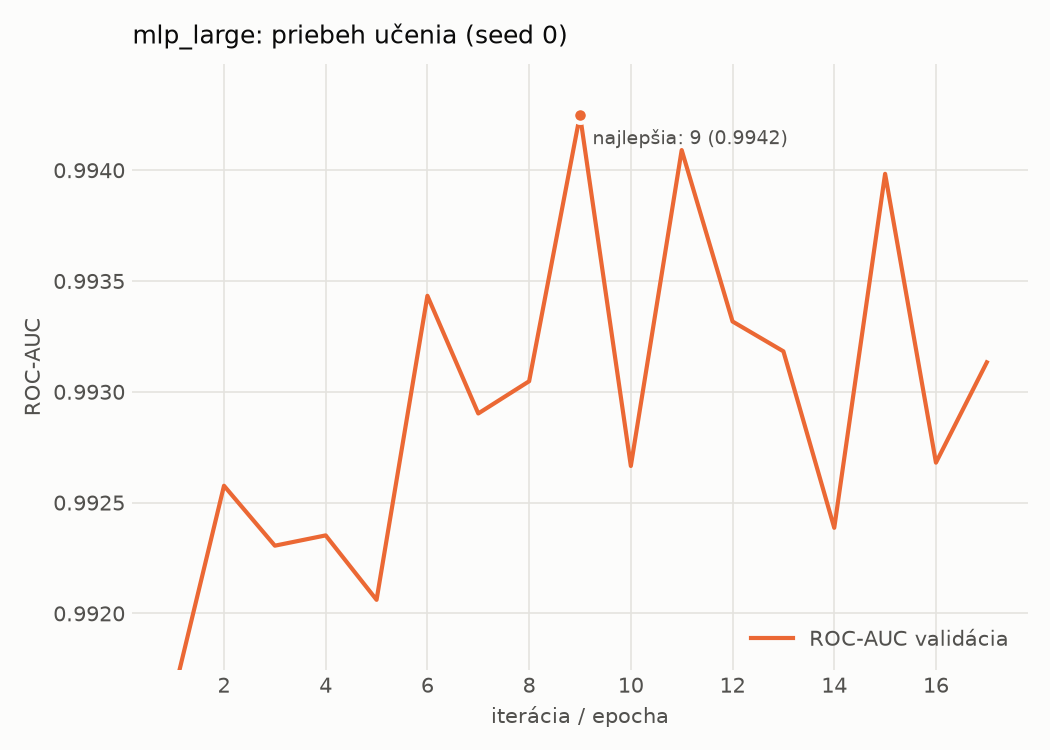 mlp_large: priebeh učenia (seed 0)
najlepšia: 9 (0.9942)
0.9940
0.9935
0.9930
0.9925
0.9920
ROC-AUC
ROC-AUC validácia
2 4 6 8 10 12 14 16
iterácia / epocha